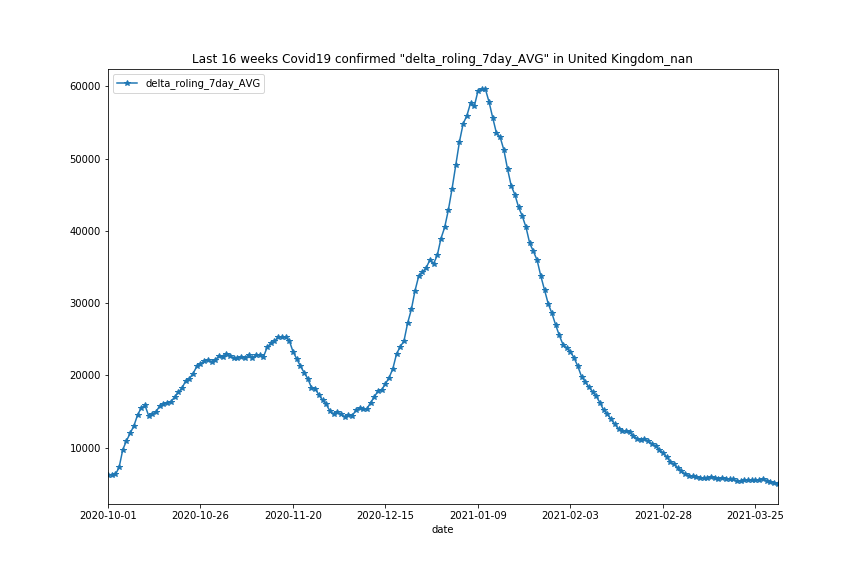 Last 16 weeks Covid19 confirmed "delta_roling_7day_AVG" in United Kingdom_nan
delta_roling_7day_AVG
60000
50000
40000
30000
20000
10000
2020-10-01 2020-10-26 2020-11-20 2020-12-15 2021-01-09 2021-02-03 2021-02-28 2021-03-25
date